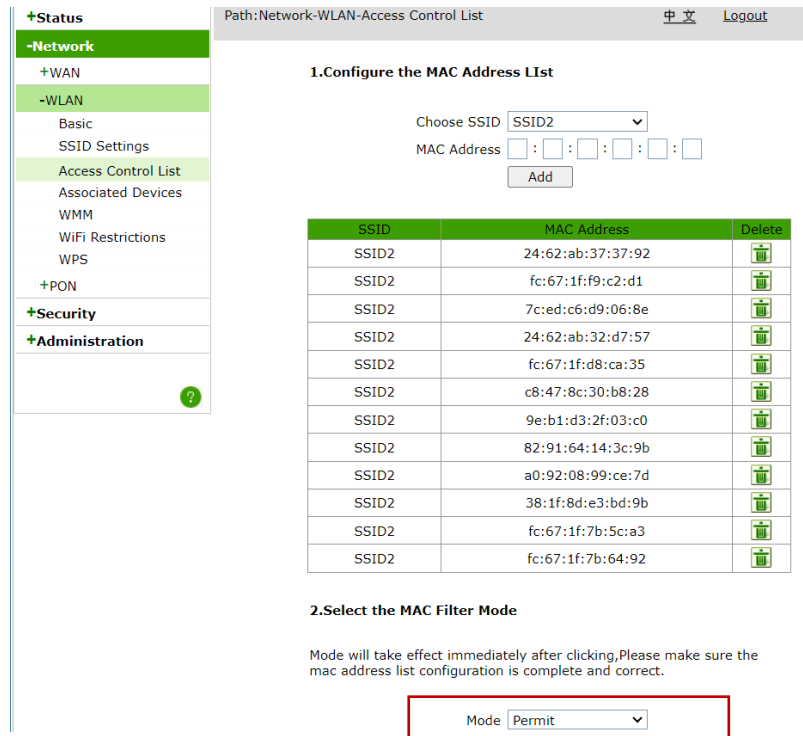 +Status
Path:Network-WLAN-Access Control List 中 文 Logout
-Network
+WAN
-WLAN
Basic
SSID Settings
Access Control List
Associated Devices
WMM
WiFi Restrictions
WPS
+PON
+Security
+Administration
?
1.Configure the MAC Address LIst
Choose SSID SSID2
MAC Address : : : : :
Add
SSID MAC Address Delete
SSID2 24:62:ab:37:37:92
SSID2 fc:67:1f:f9:c2:d1
SSID2 7c:ed:c6:d9:06:8e
SSID2 24:62:ab:32:d7:57
SSID2 fc:67:1f:d8:ca:35
SSID2 c8:47:8c:30:b8:28
SSID2 9e:b1:d3:2f:03:c0
SSID2 82:91:64:14:3c:9b
SSID2 a0:92:08:99:ce:7d
SSID2 38:1f:8d:e3:bd:9b
SSID2 fc:67:1f:7b:5c:a3
SSID2 fc:67:1f:7b:64:92
2.Select the MAC Filter Mode
Mode will take effect immediately after clicking,Please make sure the
mac address list configuration is complete and correct.
Mode Permit